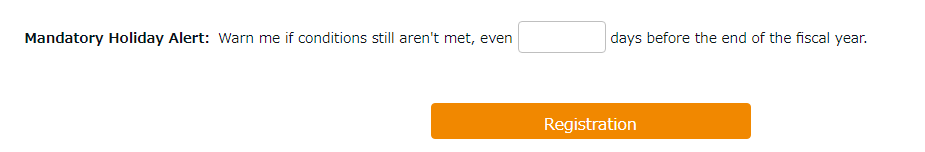 Mandatory Holiday Alert: Warn me if conditions still aren't met, even days before the end of the fiscal year.
Registration